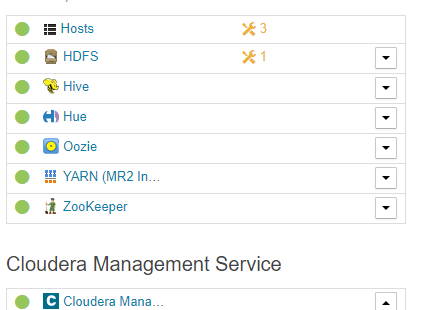 Hosts 3
HDFS 1
Hive
Hue
Oozie
YARN (MR2 In...
ZooKeeper
Cloudera Management Service
Cloudera Mana...